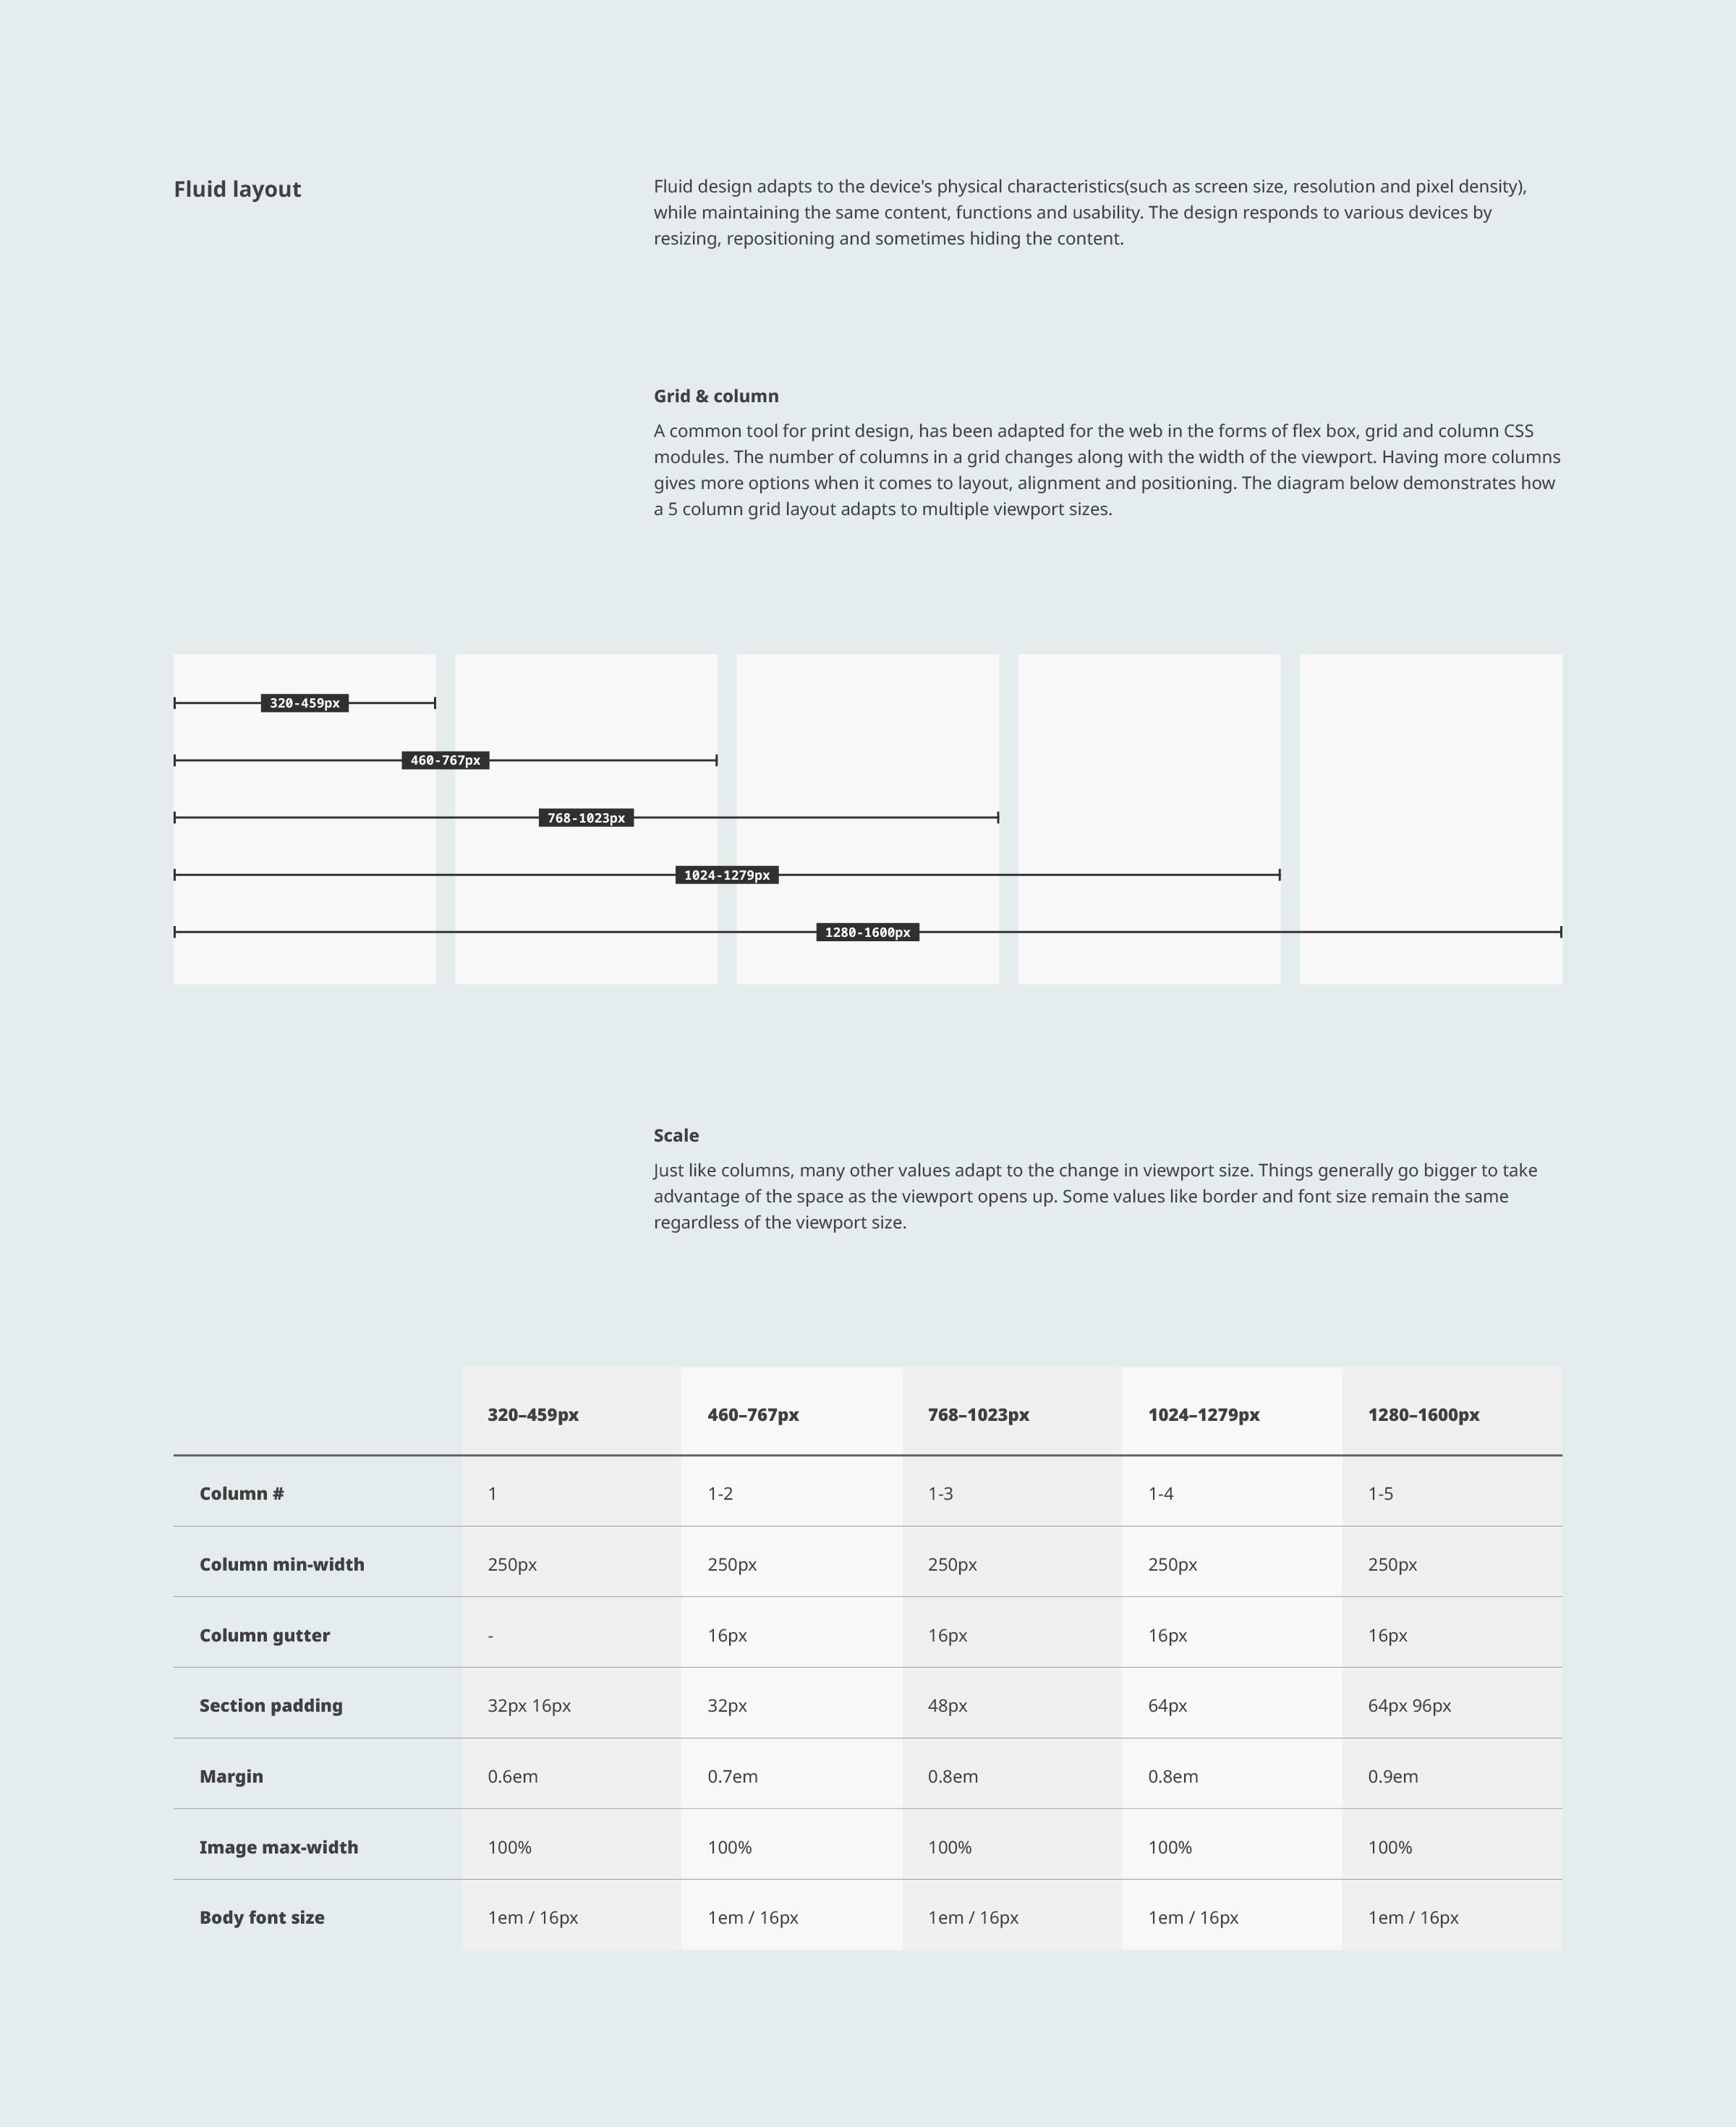 Fluid layout
Fluid design adapts to the device's physical characteristics(such as screen size, resolution and pixel density),
while maintaining the same content, functions and usability. The design responds to various devices by
resizing, repositioning and sometimes hiding the content.
Grid & column
A common tool for print design, has been adapted for the web in the forms of flex box, grid and column CSS
modules. The number of columns in a grid changes along with the width of the viewport. Having more columns
gives more options when it comes to layout, alignment and positioning. The diagram below demonstrates how
a 5 column grid layout adapts to multiple viewport sizes.
320-459px
460-767px
768-1023px
1024-1279px
1280-1600px
Scale
Just like columns, many other values adapt to the change in viewport size. Things generally go bigger to take
advantage of the space as the viewport opens up. Some values like border and font size remain the same
regardless of the viewport size.
320–459px 460–767px 768–1023px 1024–1279px 1280–1600px
Column # 1 1-2 1-3 1-4 1-5
Column min-width 250px 250px 250px 250px 250px
Column gutter - 16px 16px 16px 16px
Section padding 32px 16px 32px 48px 64px 64px 96px
Margin 0.6em 0.7em 0.8em 0.8em 0.9em
Image max-width 100% 100% 100% 100% 100%
Body font size 1em / 16px 1em / 16px 1em / 16px 1em / 16px 1em / 16px